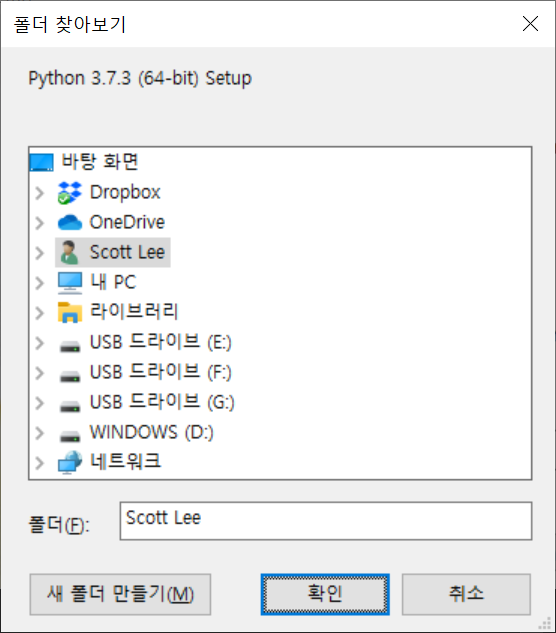 폴더 찾아보기
Python 3.7.3 (64-bit) Setup
바탕 화면
Dropbox
OneDrive
Scott Lee
내 PC
라이브러리
USB 드라이브 (E:)
USB 드라이브 (F:)
USB 드라이브 (G:)
WINDOWS (D:)
네트워크
폴더(F): Scott Lee
새 폴더 만들기(M) 확인 취소